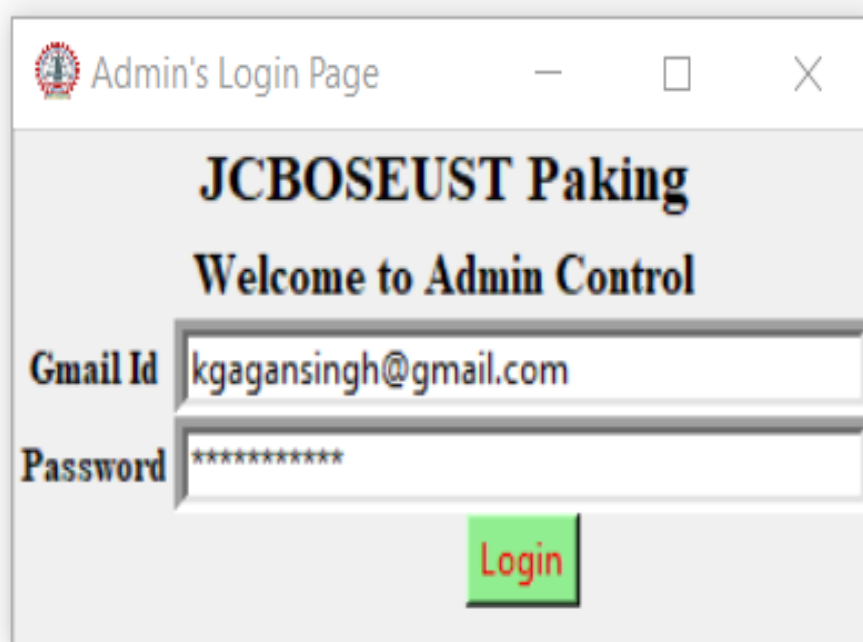 Admin's Login Page
JCBOSEUST Paking
Welcome to Admin Control
Gmail Id kgagansingh@gmail.com
Password ***********
Login